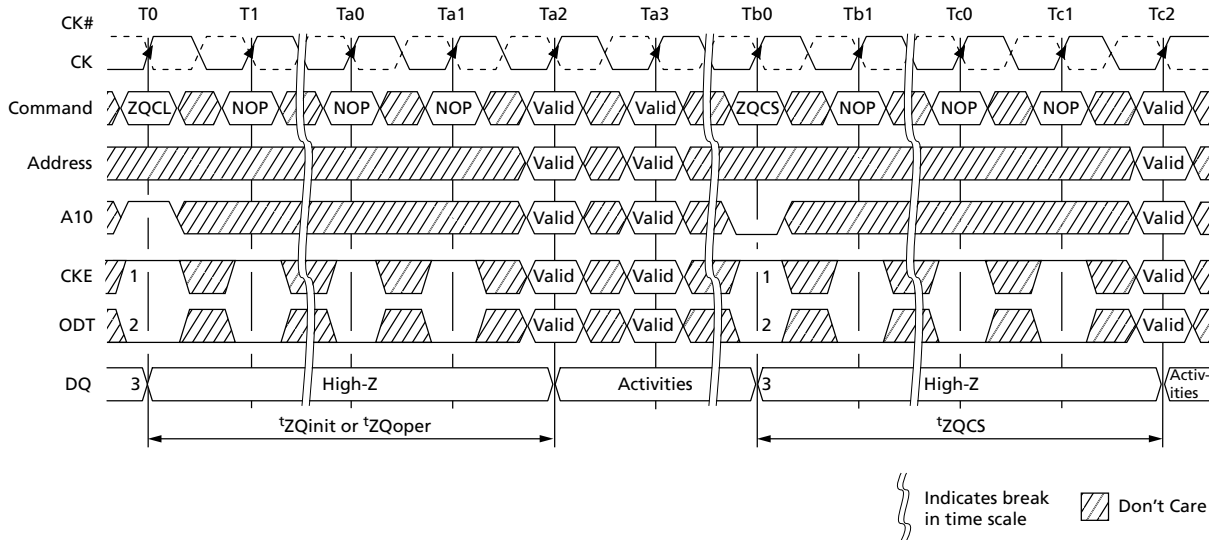 T0 T1 Ta0 Ta1 Ta2 Ta3 Tb0 Tb1 Tc0 Tc1 Tc2
CK#
CK
Command ZQCL NOP NOP NOP Valid Valid ZQCS NOP NOP NOP Valid
Address Valid Valid Valid
A10 Valid Valid Valid
CKE 1 Valid Valid 1 Valid
ODT 2 Valid Valid 2 Valid
DQ 3 High-Z Activities 3 High-Z Activ-
ities
tZQinit or tZQoper tZQCS
Indicates break
in time scale
Don't Care